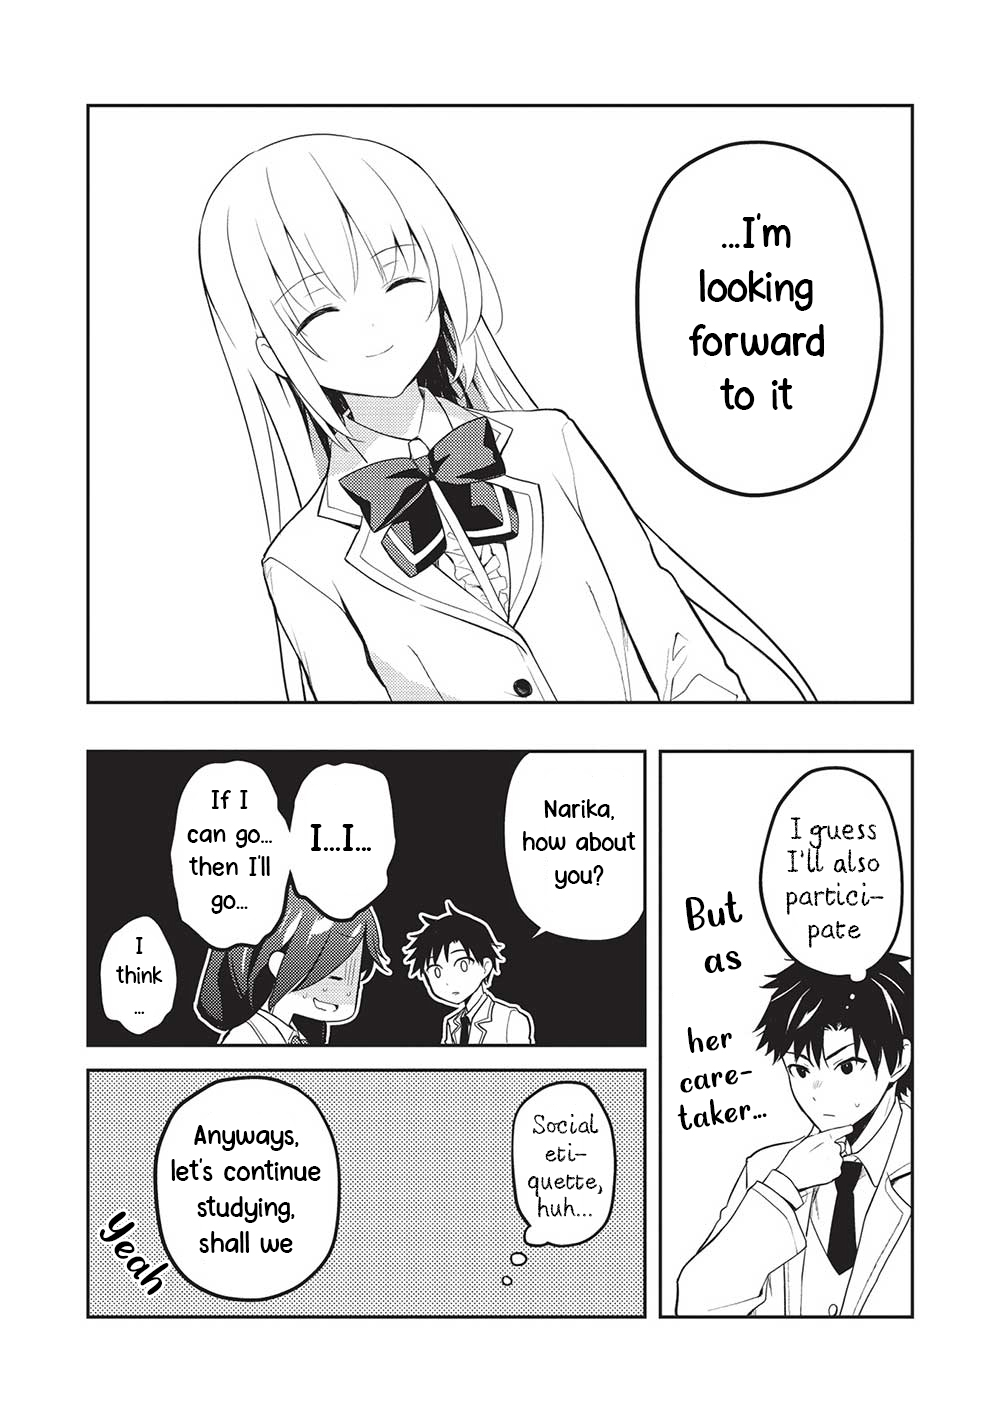 ...I'm
looking
forward
to it
I guess
I'll also
partici-
pate
But
as
her
care-
taker...
Narika,
how about
you?
I...I...
If I
can go...
then I'll
go...
I
think
...
Social
eti-
quette,
huh...
Anyways,
let's continue
studying,
shall we
Yeah